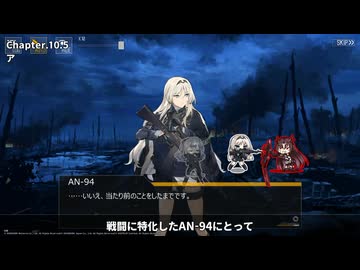 Chapter.10.5
SKIP
ア
AN-94
……いいえ、当たり前のことをしたまでです。
戦闘に特化したAN-94にとって